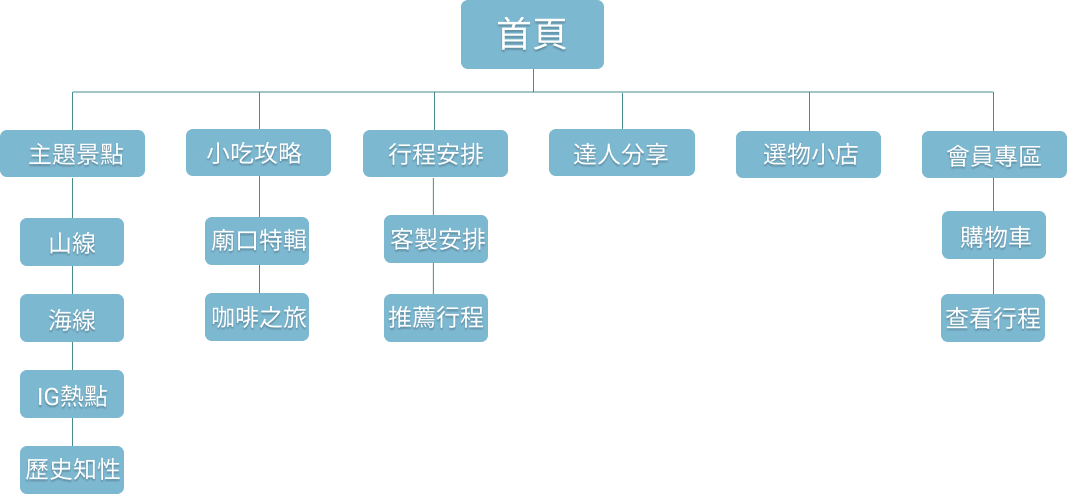 首頁
主題景點
小吃攻略
行程安排
達人分享
選物小店
會員專區
山線
廟口特輯
客製安排
購物車
海線
咖啡之旅
推薦行程
查看行程
IG熱點
歷史知性